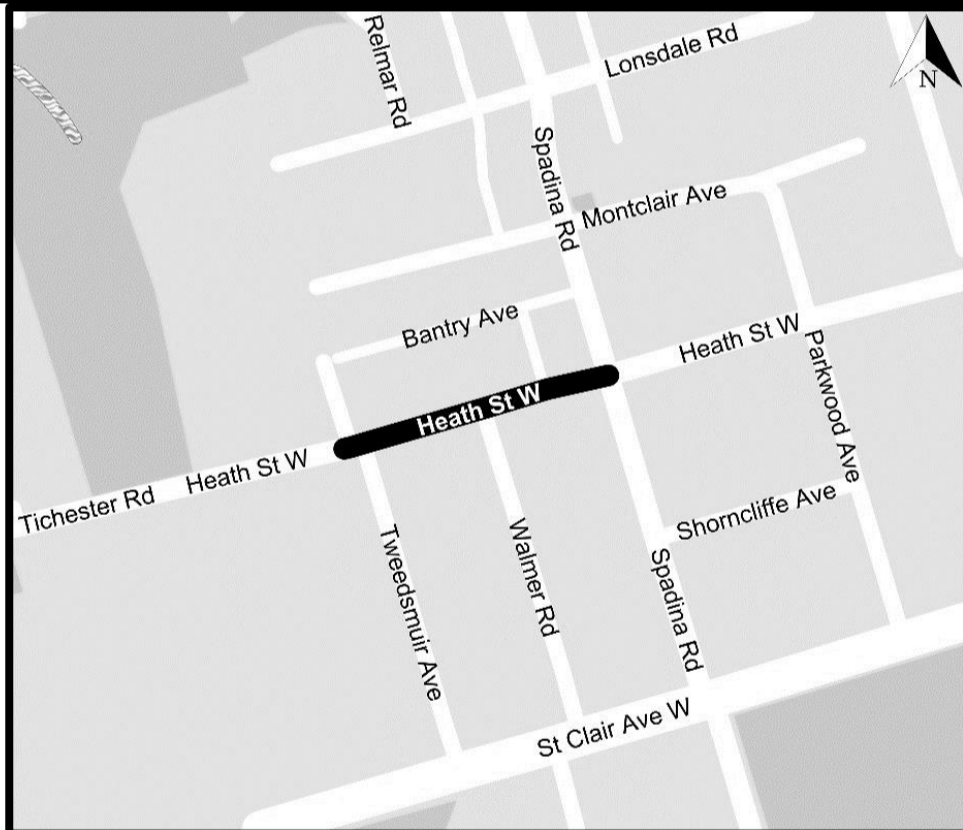 Relmar Rd
Lonsdale Rd
N
Spadina Rd
Montclair Ave
Bantry Ave
Heath St W
Heath St W
Parkwood Ave
Heath St W
Tichester Rd
Shorncliffe Ave
Tweedsmuir Ave
Walmer Rd
Spadina Rd
St Clair Ave W